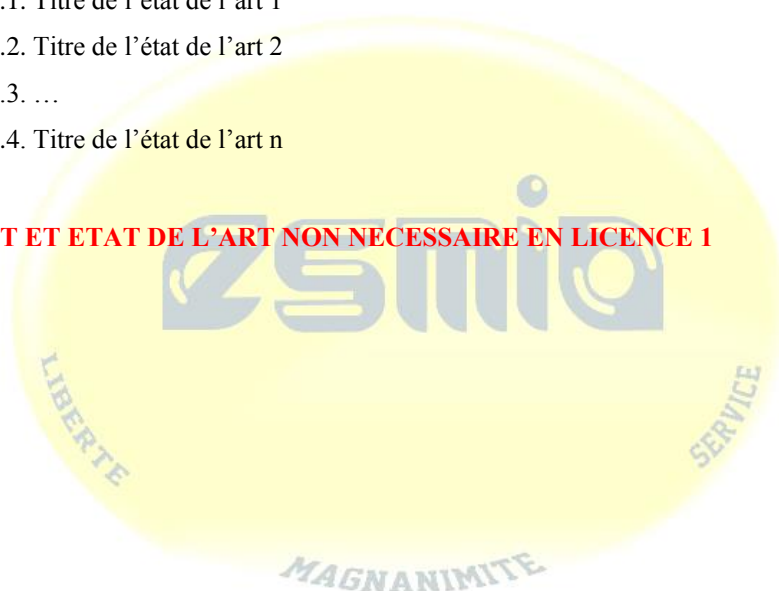 .1. Titre de l’état de l’art 1
.2. Titre de l’état de l’art 2
.3. …
.4. Titre de l’état de l’art n
T ET ETAT DE L’ART NON NECESSAIRE EN LICENCE 1
esmia
LIBERTE
SERVICE
MAGNANIMITE